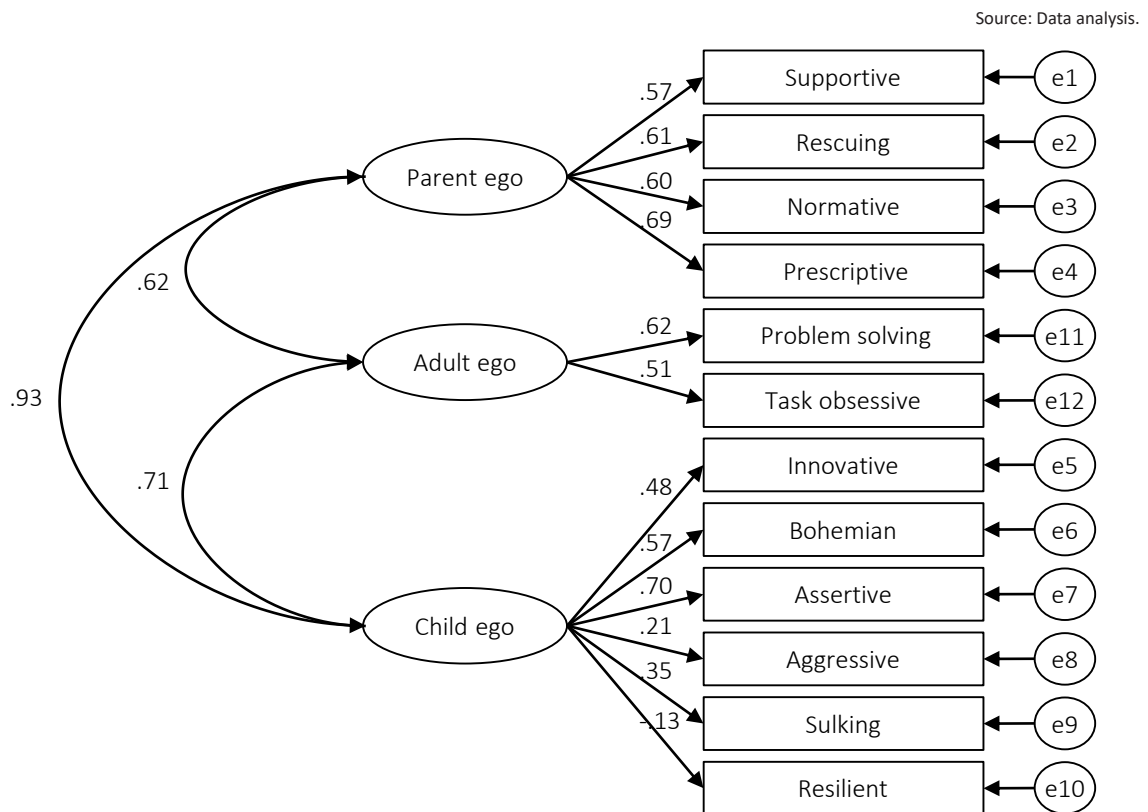 Source: Data analysis.
Supportive
e1
.57
Rescuing
e2
.61
Parent ego
.60
Normative
e3
.69
Prescriptive
e4
.62
.62
Problem solving
e11
Adult ego
.51
Task obsessive
e12
.93
.71
Innovative
e5
.48
Bohemian
e6
.57
.70
Assertive
e7
Child ego
.21
Aggressive
e8
.35
Sulking
e9
-.13
Resilient
e10